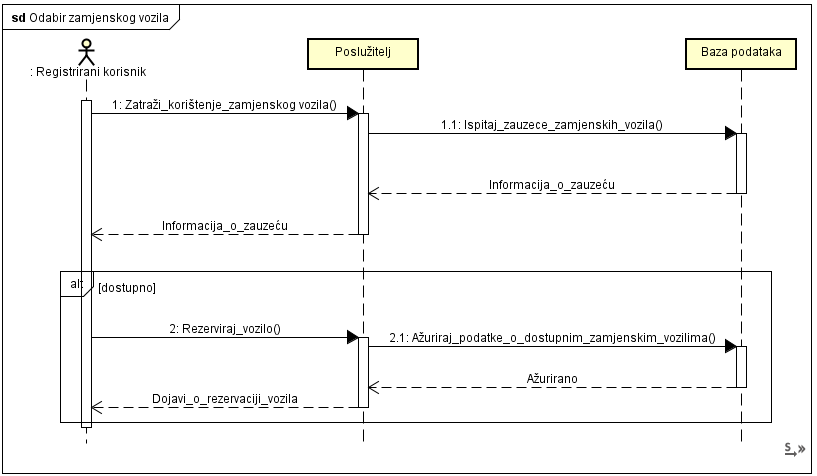 sd Odabir zamjenskog vozila
: Registrirani korisnik
Poslužitelj
Baza podataka
1: Zatraži_korištenje_zamjenskog vozila()
1.1: Ispitaj_zauzece_zamjenskih_vozila()
Informacija_o_zauzeću
Informacija_o_zauzeću
alt
[dostupno]
2: Rezerviraj_vozilo()
2.1: Ažuriraj_podatke_o_dostupnim_zamjenskim_vozilima()
Ažurirano
Dojavi_o_rezervaciji_vozila
S